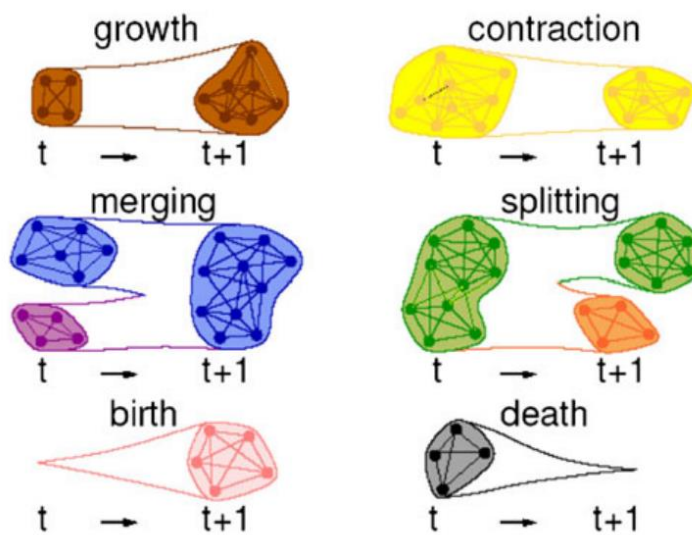 growth
contraction
t → t+1
t → t+1
merging
splitting
t → t+1
t → t+1
birth
death
t → t+1
t → t+1